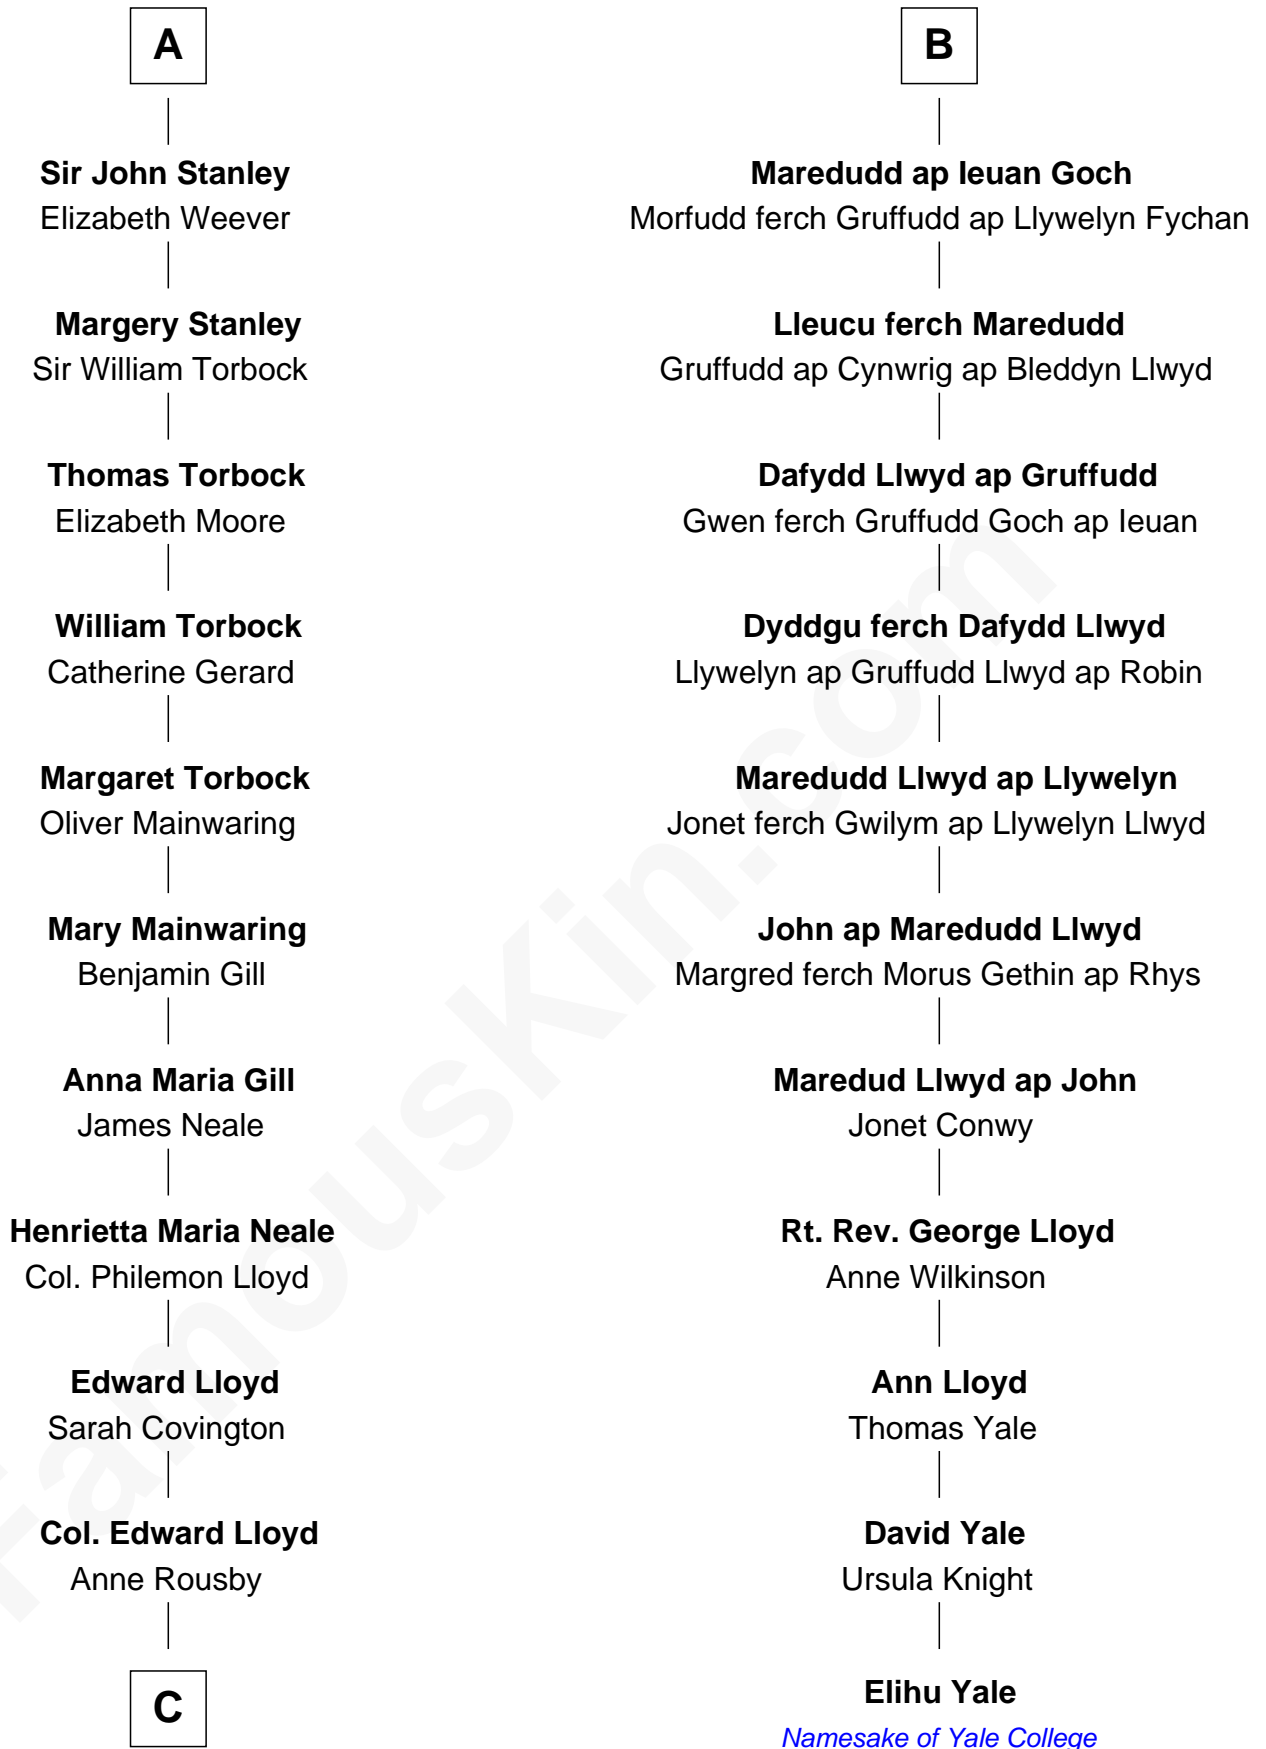 A
Sir John Stanley
Elizabeth Weever
Margery Stanley
Sir William Torbock
Thomas Torbock
Elizabeth Moore
William Torbock
Catherine Gerard
Margaret Torbock
Oliver Mainwaring
Mary Mainwaring
Benjamin Gill
Anna Maria Gill
James Neale
Henrietta Maria Neale
Col. Philemon Lloyd
Edward Lloyd
Sarah Covington
Col. Edward Lloyd
Anne Rousby
C
B
Maredudd ap Ieuan Goch
Morfudd ferch Gruffudd ap Llywelyn Fychan
Lleucu ferch Maredudd
Gruffudd ap Cynwrig ap Bleddyn Llwyd
Dafydd Llwyd ap Gruffudd
Gwen ferch Gruffudd Goch ap Ieuan
Dyddgu ferch Dafydd Llwyd
Llywelyn ap Gruffudd Llwyd ap Robin
Maredudd Llwyd ap Llywelyn
Jonet ferch Gwilym ap Llywelyn Llwyd
John ap Maredudd Llwyd
Margred ferch Morus Gethin ap Rhys
Maredud Llwyd ap John
Jonet Conwy
Rt. Rev. George Lloyd
Anne Wilkinson
Ann Lloyd
Thomas Yale
David Yale
Ursula Knight
Elihu Yale
Namesake of Yale College
FamousKin.com